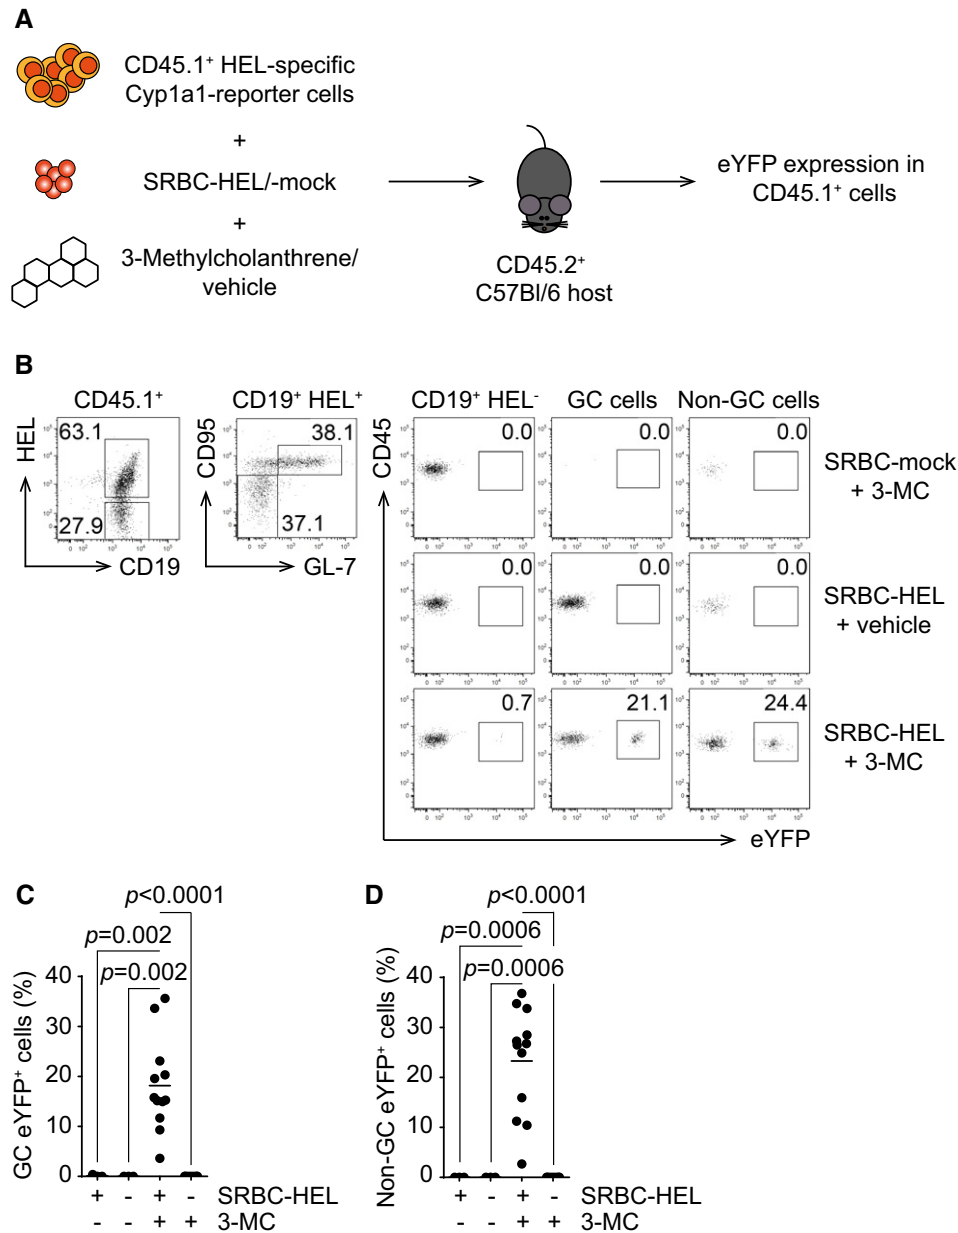 A
CD45.1⁺ HEL-specific
Cyp1a1-reporter cells
+
SRBC-HEL/-mock
+
3-Methylcholanthrene/
vehicle
CD45.2⁺
C57Bl/6 host
eYFP expression in
CD45.1⁺ cells
B
CD45.1⁺
CD19⁺ HEL⁺
CD19⁺ HEL⁻
GC cells
Non-GC cells
HEL
63.1
27.9
CD19
CD95
38.1
37.1
GL-7
CD45
0.0
0.0
0.0
SRBC-mock
+ 3-MC
0.0
0.0
0.0
SRBC-HEL
+ vehicle
0.7
21.1
24.4
SRBC-HEL
+ 3-MC
eYFP
C
p<0.0001
p=0.002
p=0.002
GC eYFP⁺ cells (%)
40
30
20
10
0
+ - + - SRBC-HEL
- - + + 3-MC
D
p<0.0001
p=0.0006
p=0.0006
Non-GC eYFP⁺ cells (%)
40
30
20
10
0
+ - + - SRBC-HEL
- - + + 3-MC